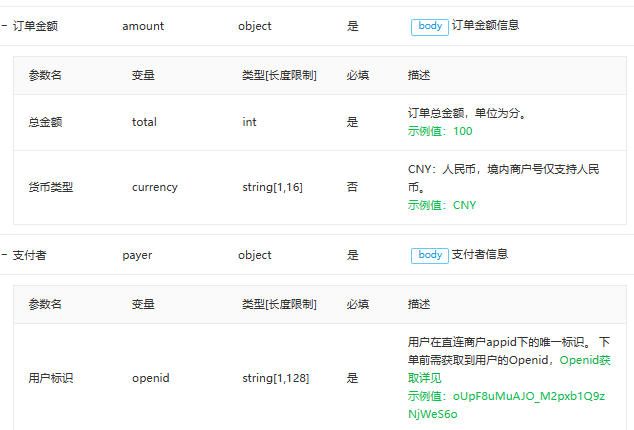 − 订单金额 amount object 是 body 订单金额信息
参数名 变量 类型[长度限制] 必填 描述
总金额 total int 是 订单总金额，单位为分。
示例值：100
货币类型 currency string[1,16] 否 CNY：人民币，境内商户号仅支持人民
币。
示例值：CNY
− 支付者 payer object 是 body 支付者信息
参数名 变量 类型[长度限制] 必填 描述
用户标识 openid string[1,128] 是 用户在直连商户appid下的唯一标识。 下
单前需获取到用户的Openid，Openid获
取详见
示例值：oUpF8uMuAJO_M2pxb1Q9z
NjWeS6o